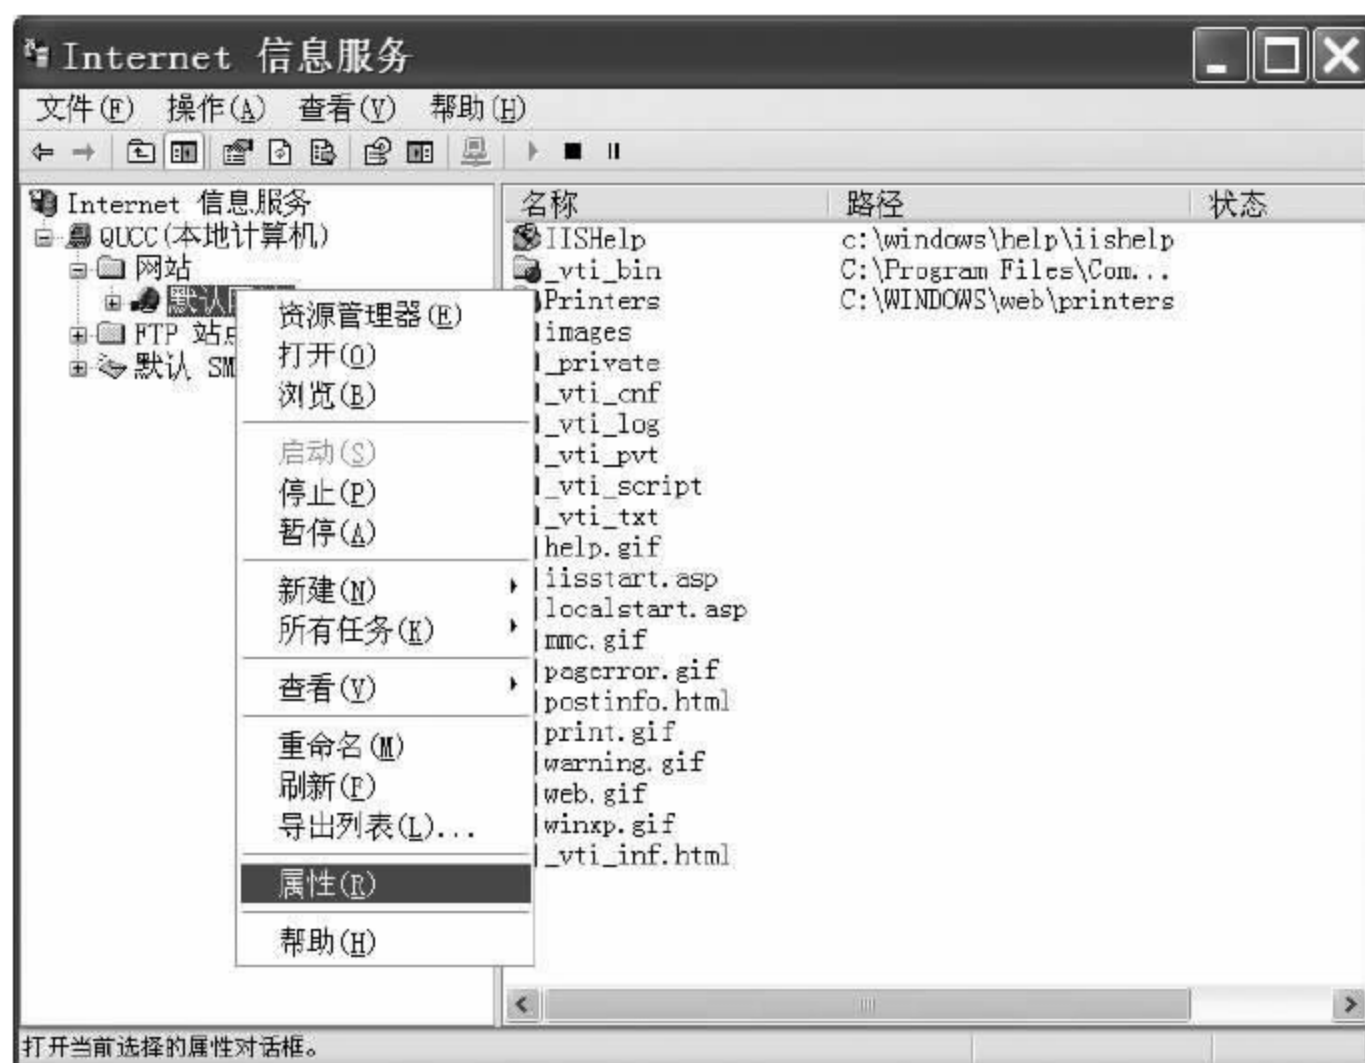 Internet 信息服务
文件(F) 操作(A) 查看(V) 帮助(H)
Internet 信息服务
QUCC(本地计算机)
网站
默认
FTP 站点
默认 SM
资源管理器(E)
打开(O)
浏览(B)
启动(S)
停止(P)
暂停(A)
新建(N)
所有任务(K)
查看(V)
重命名(M)
刷新(F)
导出列表(L)...
属性(R)
帮助(H)
名称 路径 状态
IISHelp c:\windows\help\iishelp
_vti_bin C:\Program Files\Com...
Printers C:\WINDOWS\web\printers
images
_private
_vti_cnf
_vti_log
_vti_pvt
_vti_script
_vti_txt
help.gif
iisstart.asp
localstart.asp
mmc.gif
pagerror.gif
postinfo.html
print.gif
warning.gif
web.gif
winxp.gif
_vti_inf.html
打开当前选择的属性对话框。